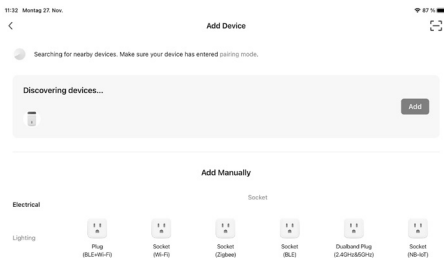 11:32 Montag 27. Nov.
87 %
Add Device
Searching for nearby devices. Make sure your device has entered pairing mode.
Discovering devices...
Add
Add Manually
Socket
Electrical
Lighting
Plug (BLE+Wi-Fi)
Socket (Wi-Fi)
Socket (Zigbee)
Socket (BLE)
Dualband Plug (2.4GHz&5GHz)
Socket (NB-IoT)